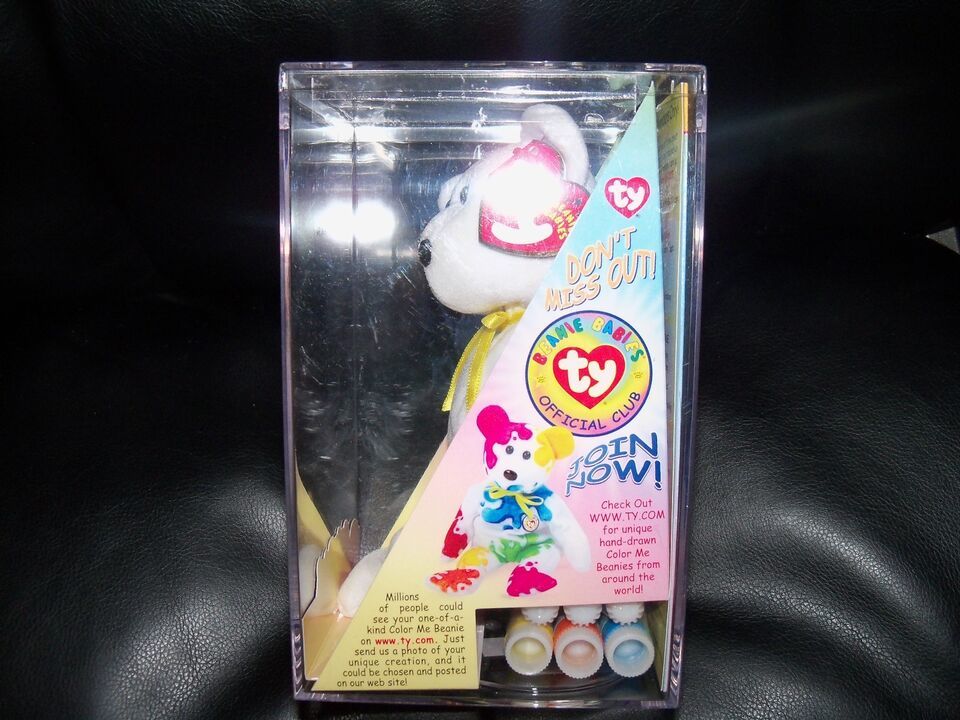 BEANIE
BABIES
ty
DON'T
MISS OUT!
BEANIE BABIES
ty
OFFICIAL CLUB
JOIN
NOW!
Check Out
WWW.TY.COM
for unique
hand-drawn
Color Me
Beanies from
around the
world!
Millions
of people could
see your one-of-a-
kind Color Me Beanie
on www.ty.com. Just
send us a photo of your
unique creation, and it
could be chosen and posted
on our web site!